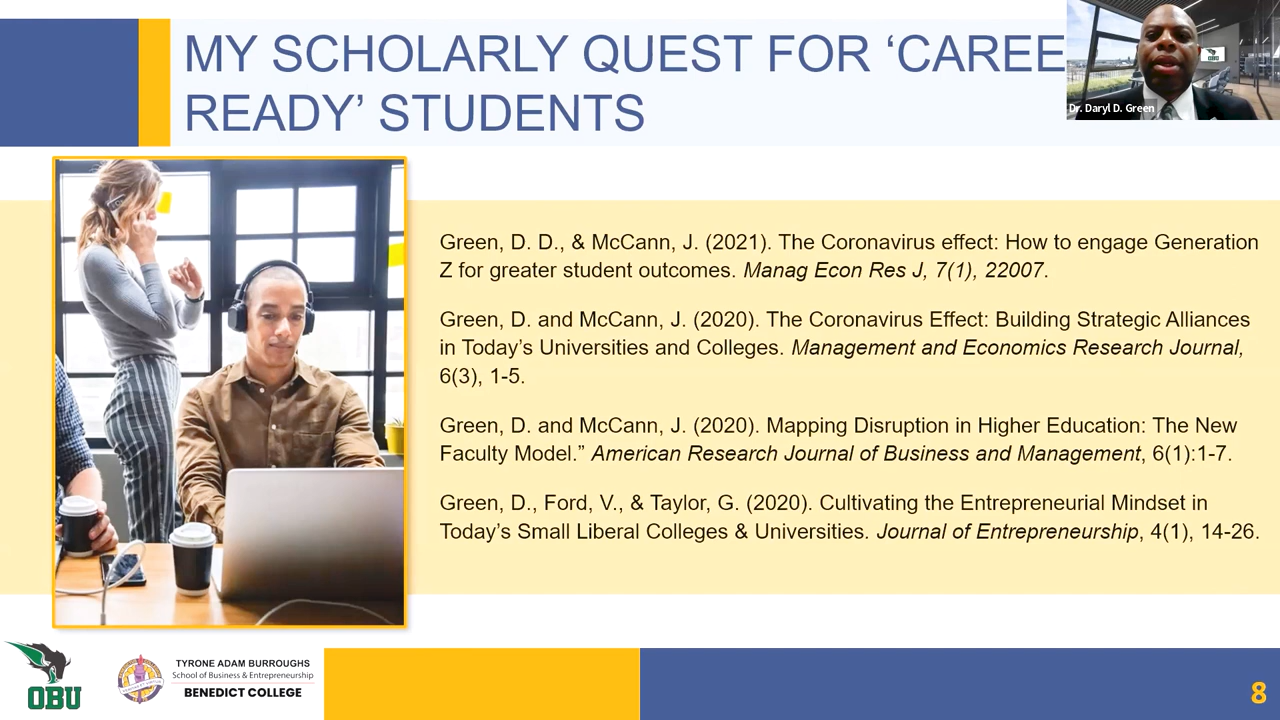 MY SCHOLARLY QUEST FOR ‘CAREE
READY’ STUDENTS
Dr. Daryl D. Green
Green, D. D., & McCann, J. (2021). The Coronavirus effect: How to engage Generation
Z for greater student outcomes. Manag Econ Res J, 7(1), 22007.
Green, D. and McCann, J. (2020). The Coronavirus Effect: Building Strategic Alliances
in Today’s Universities and Colleges. Management and Economics Research Journal,
6(3), 1-5.
Green, D. and McCann, J. (2020). Mapping Disruption in Higher Education: The New
Faculty Model.” American Research Journal of Business and Management, 6(1):1-7.
Green, D., Ford, V., & Taylor, G. (2020). Cultivating the Entrepreneurial Mindset in
Today’s Small Liberal Colleges & Universities. Journal of Entrepreneurship, 4(1), 14-26.
OBU
TYRONE ADAM BURROUGHS
School of Business & Entrepreneurship
BENEDICT COLLEGE
8